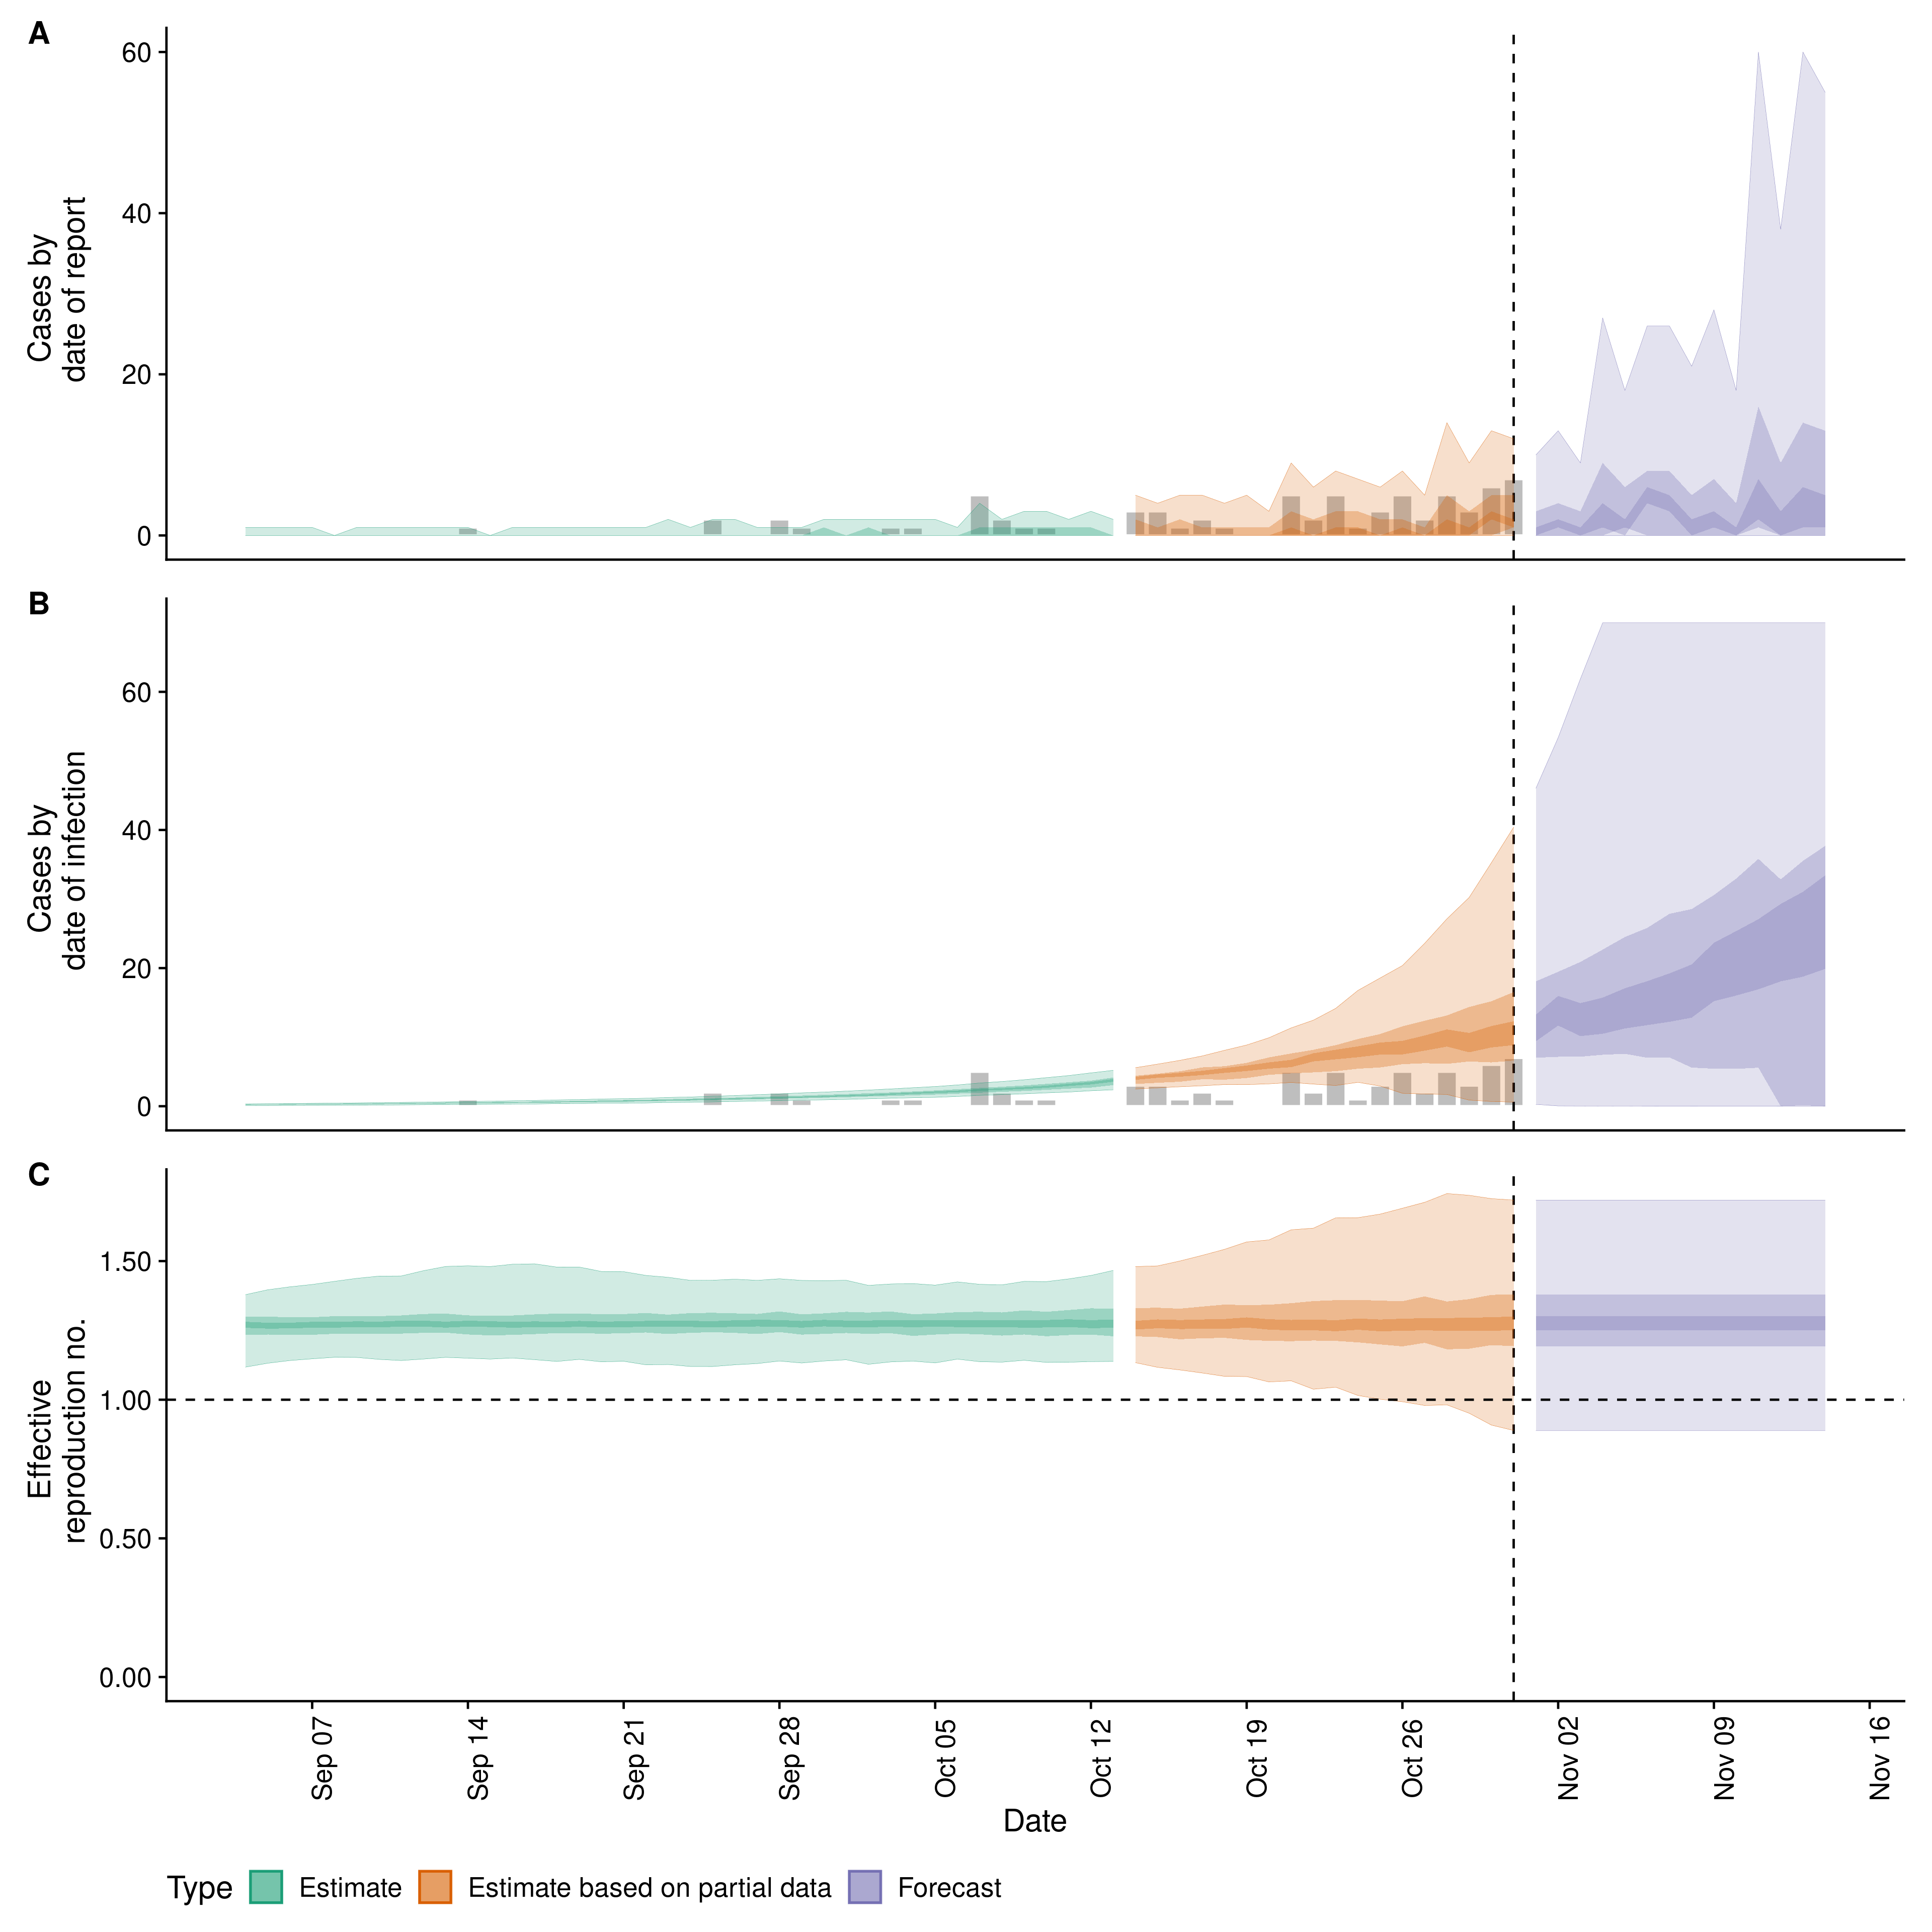 A
60
40
20
0
Cases by
date of report
B
60
40
20
0
Cases by
date of infection
C
1.50
1.00
0.50
0.00
Effective
reproduction no.
Sep 07
Sep 14
Sep 21
Sep 28
Oct 05
Oct 12
Oct 19
Oct 26
Nov 02
Nov 09
Nov 16
Date
Type Estimate Estimate based on partial data Forecast